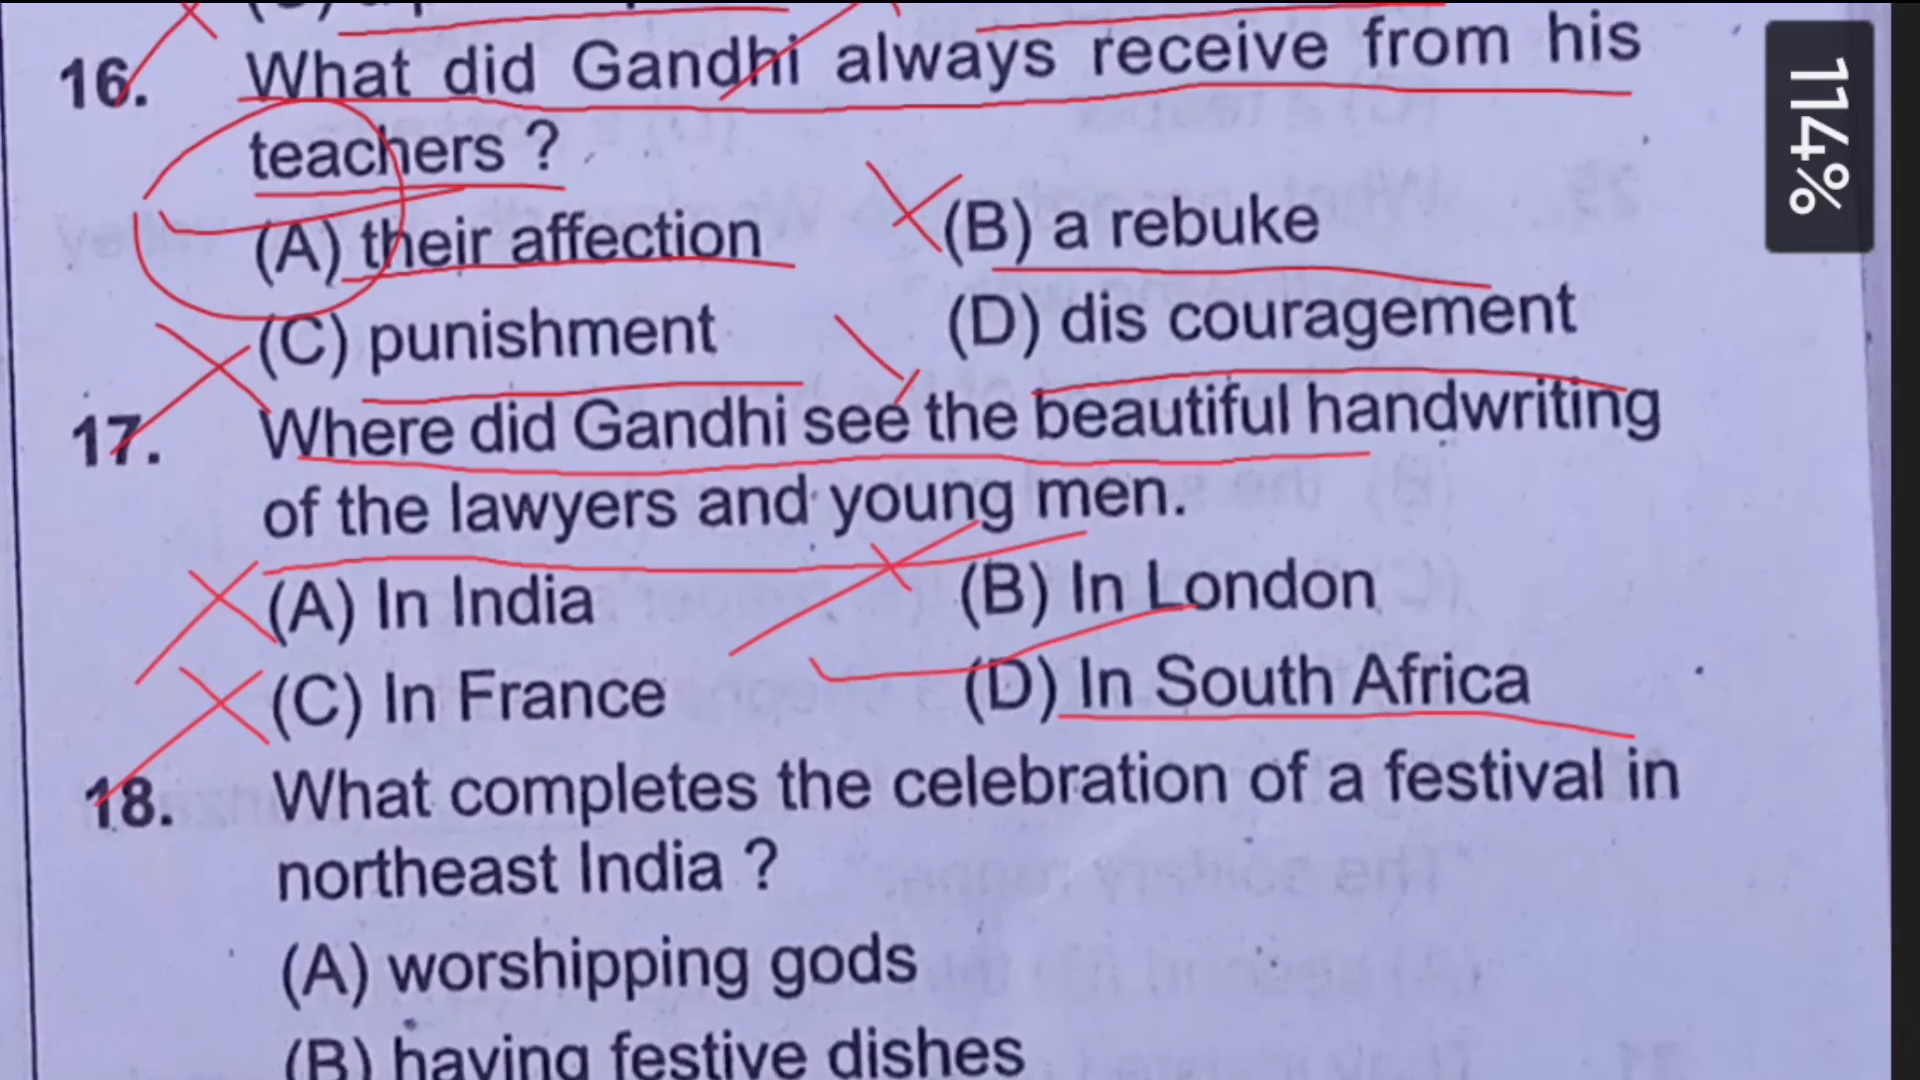 16. What did Gandhi always receive from his
teachers ?
(A) their affection (B) a rebuke
(C) punishment (D) dis couragement
17. Where did Gandhi see the beautiful handwriting
of the lawyers and young men.
(A) In India (B) In London
(C) In France (D) In South Africa
18. What completes the celebration of a festival in
northeast India ?
(A) worshipping gods
(B) having festive dishes
114%